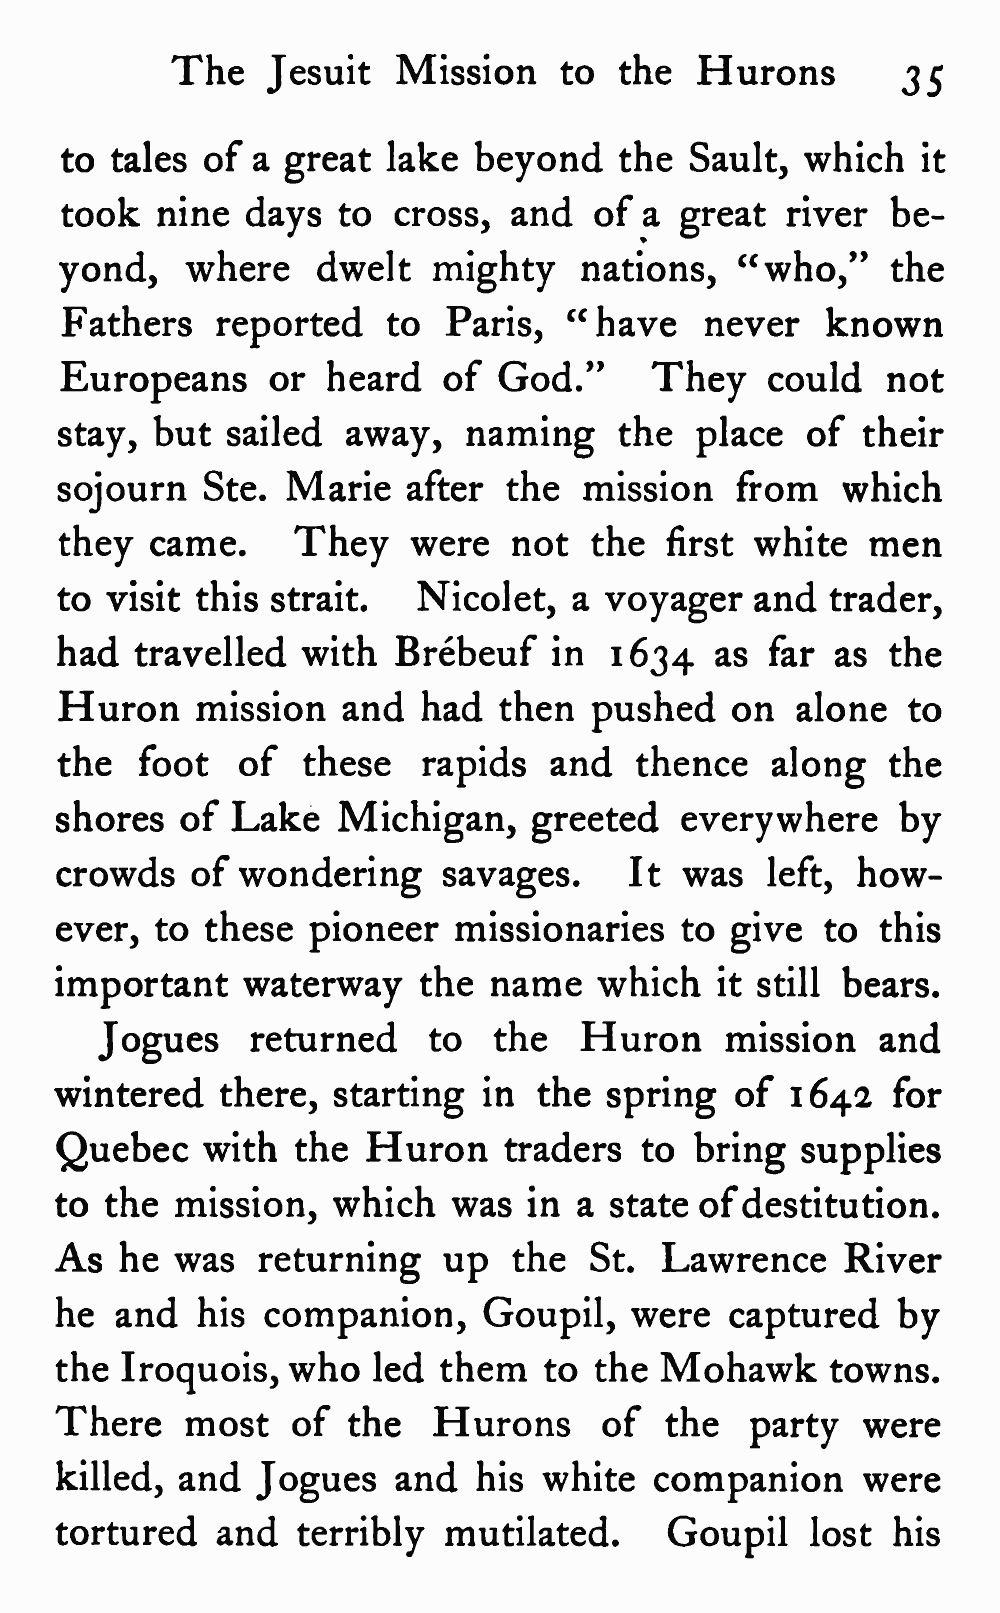 The Jesuit Mission to the Hurons 35
to tales of a great lake beyond the Sault, which it
took nine days to cross, and of a great river be-
yond, where dwelt mighty nations, “who,” the
Fathers reported to Paris, “have never known
Europeans or heard of God.” They could not
stay, but sailed away, naming the place of their
sojourn Ste. Marie after the mission from which
they came. They were not the first white men
to visit this strait. Nicolet, a voyager and trader,
had travelled with Brébeuf in 1634 as far as the
Huron mission and had then pushed on alone to
the foot of these rapids and thence along the
shores of Lake Michigan, greeted everywhere by
crowds of wondering savages. It was left, how-
ever, to these pioneer missionaries to give to this
important waterway the name which it still bears.
Jogues returned to the Huron mission and
wintered there, starting in the spring of 1642 for
Quebec with the Huron traders to bring supplies
to the mission, which was in a state of destitution.
As he was returning up the St. Lawrence River
he and his companion, Goupil, were captured by
the Iroquois, who led them to the Mohawk towns.
There most of the Hurons of the party were
killed, and Jogues and his white companion were
tortured and terribly mutilated. Goupil lost his